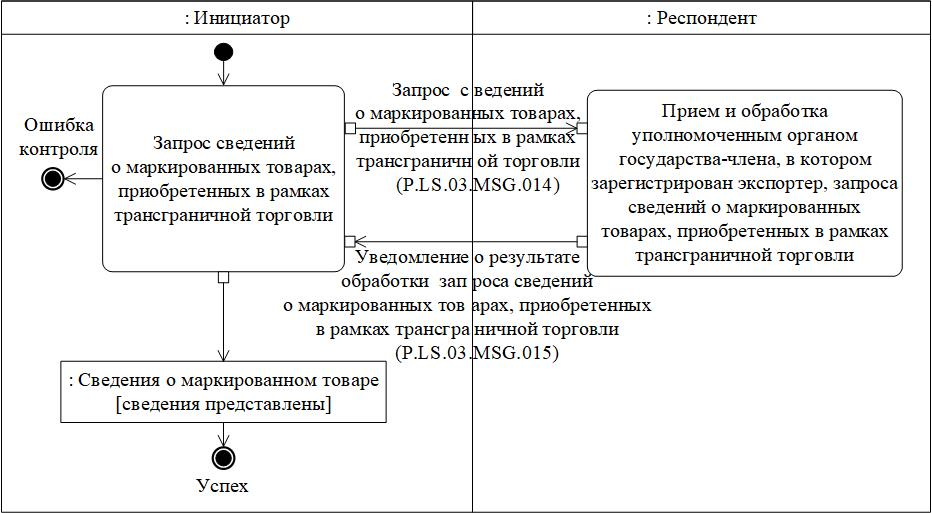 : Инициатор
: Респондент
Ошибка
контроля
Запрос сведений
о маркированных товарах,
приобретенных в рамках
трансграничной торговли
Запрос с ведений
о маркированных товарах,
приобретенных в рамках
трансграничной торговли
(P.LS.03.MSG.014)
Прием и обработка
уполномоченным органом
государства-члена, в котором
зарегистрирован экспортер, запроса
сведений о маркированных
товарах, приобретенных в рамках
трансграничной торговли
Уведомление о результате
обработки запроса сведений
о маркированных товарах, приобретенных
в рамках трансграничной торговли
(P.LS.03.MSG.015)
: Сведения о маркированном товаре
[сведения представлены]
Успех